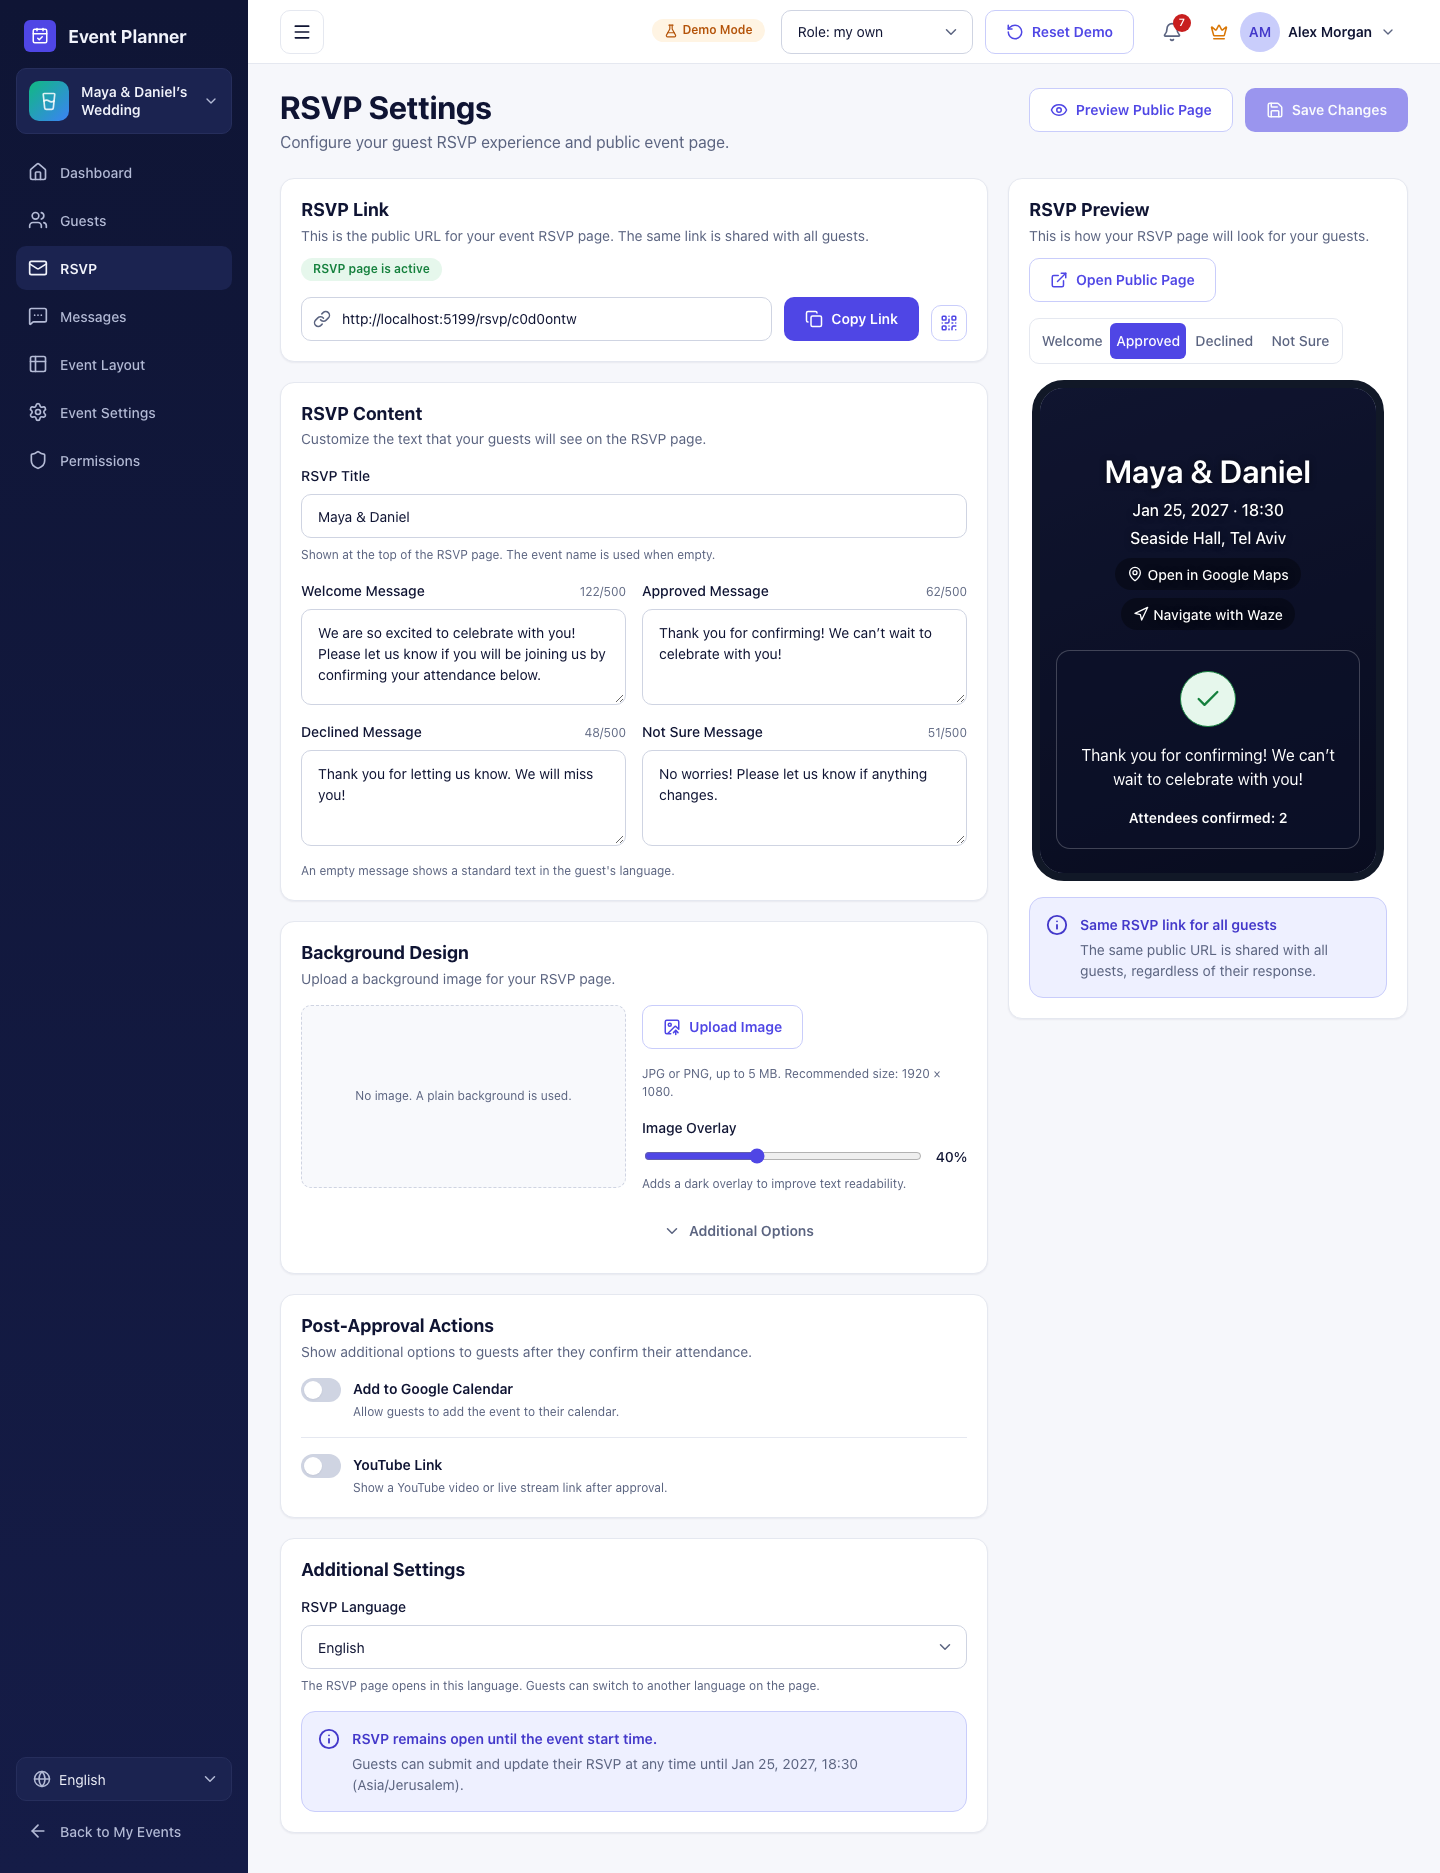 Event Planner
Maya & Daniel’s
Wedding
Dashboard
Guests
RSVP
Messages
Event Layout
Event Settings
Permissions
English
Back to My Events
Demo Mode
Role: my own
Reset Demo
7
AM
Alex Morgan
RSVP Settings
Configure your guest RSVP experience and public event page.
Preview Public Page
Save Changes
RSVP Link
This is the public URL for your event RSVP page. The same link is shared with all guests.
RSVP page is active
http://localhost:5199/rsvp/c0d0ontw
Copy Link
RSVP Content
Customize the text that your guests will see on the RSVP page.
RSVP Title
Maya & Daniel
Shown at the top of the RSVP page. The event name is used when empty.
Welcome Message
122/500
We are so excited to celebrate with you!
Please let us know if you will be joining us by
confirming your attendance below.
Approved Message
62/500
Thank you for confirming! We can’t wait to
celebrate with you!
Declined Message
48/500
Thank you for letting us know. We will miss
you!
Not Sure Message
51/500
No worries! Please let us know if anything
changes.
An empty message shows a standard text in the guest's language.
Background Design
Upload a background image for your RSVP page.
No image. A plain background is used.
Upload Image
JPG or PNG, up to 5 MB. Recommended size: 1920 ×
1080.
Image Overlay
40%
Adds a dark overlay to improve text readability.
Additional Options
Post-Approval Actions
Show additional options to guests after they confirm their attendance.
Add to Google Calendar
Allow guests to add the event to their calendar.
YouTube Link
Show a YouTube video or live stream link after approval.
Additional Settings
RSVP Language
English
The RSVP page opens in this language. Guests can switch to another language on the page.
RSVP remains open until the event start time.
Guests can submit and update their RSVP at any time until Jan 25, 2027, 18:30
(Asia/Jerusalem).
RSVP Preview
This is how your RSVP page will look for your guests.
Open Public Page
Welcome
Approved
Declined
Not Sure
Maya & Daniel
Jan 25, 2027 · 18:30
Seaside Hall, Tel Aviv
Open in Google Maps
Navigate with Waze
Thank you for confirming! We can’t
wait to celebrate with you!
Attendees confirmed: 2
Same RSVP link for all guests
The same public URL is shared with all
guests, regardless of their response.